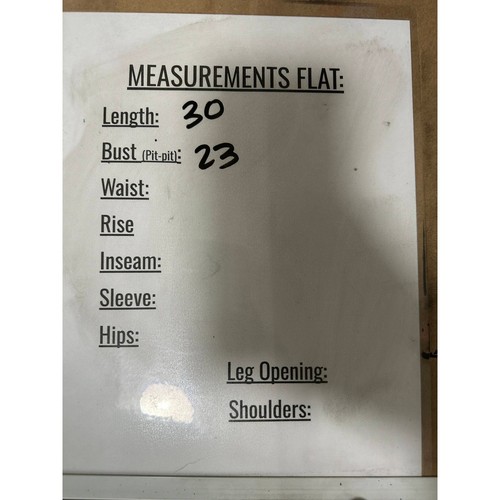 MEASUREMENTS FLAT:
Length: 30
Bust (Pit-pit): 23
Waist:
Rise
Inseam:
Sleeve:
Hips:
Leg Opening:
Shoulders: